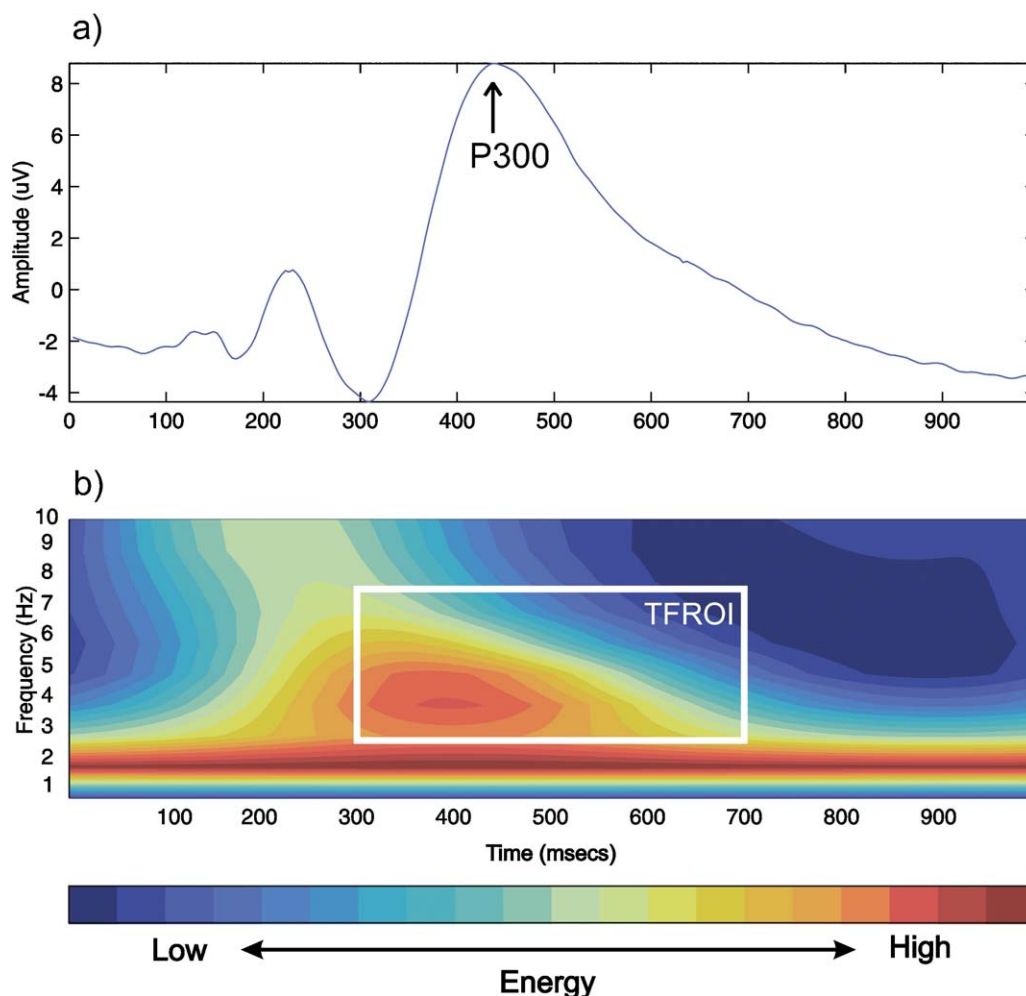 a)
8
6
4
2
0
-2
-4
Amplitude (uV)
P300
0 100 200 300 400 500 600 700 800 900
b)
10
9
8
7
6
5
4
3
2
1
Frequency (Hz)
TFROI
100 200 300 400 500 600 700 800 900
Time (msecs)
Low High
Energy